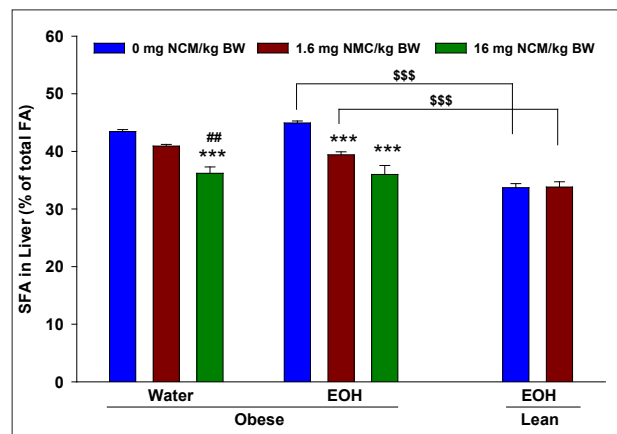 60
0 mg NCM/kg BW
1.6 mg NMC/kg BW
16 mg NCM/kg BW
50
$$$
$$$
40
##
***
***
***
30
20
10
0
SFA in Liver (% of total FA)
Water
EOH
EOH
Obese
Lean